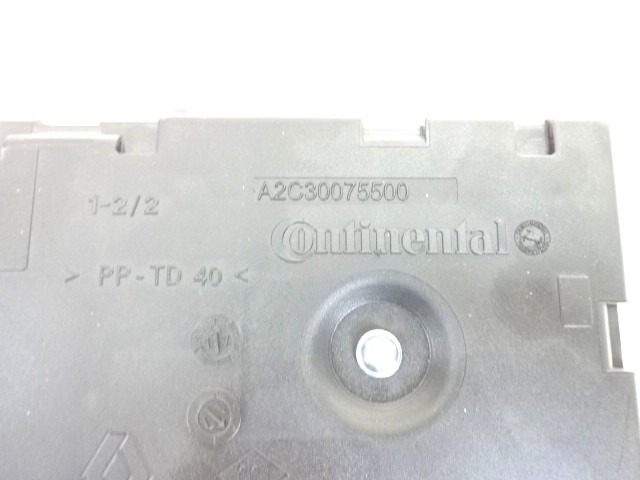 A2C30075500
1-2/2
Continental
> PP-TD 40 <